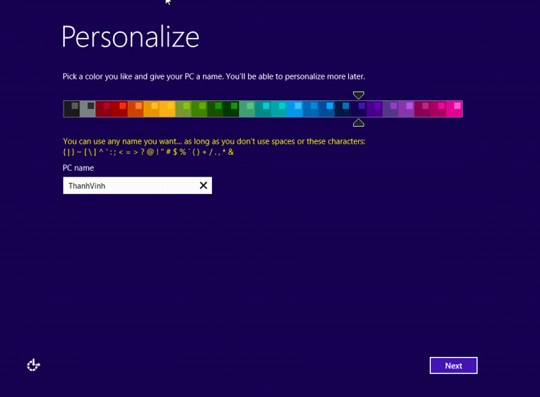 Personalize
Pick a color you like and give your PC a name. You'll be able to personalize more later.
You can use any name you want... as long as you don't use spaces or these characters:
{ | } ~ [ \ ] ^ ' : ; < = > ? @ ! " # $ % ` ( ) + / . , * &
PC name
ThanhVinh
Next